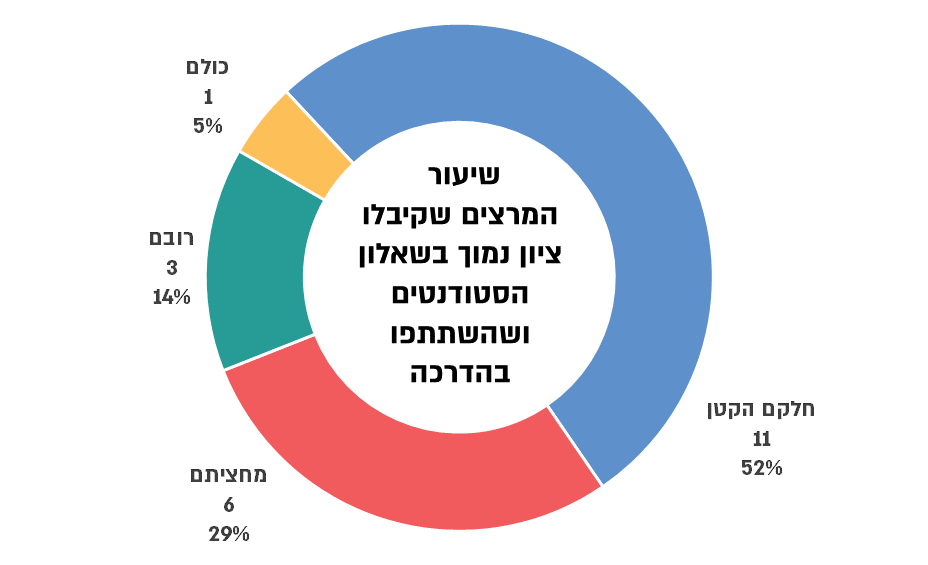 שיעור
המרצים שקיבלו
ציון נמוך בשאלון
הסטודנטים
ושהשתתפו
בהדרכה
כולם
1
5%
רובם
3
14%
מחציתם
6
29%
חלקם הקטן
11
52%